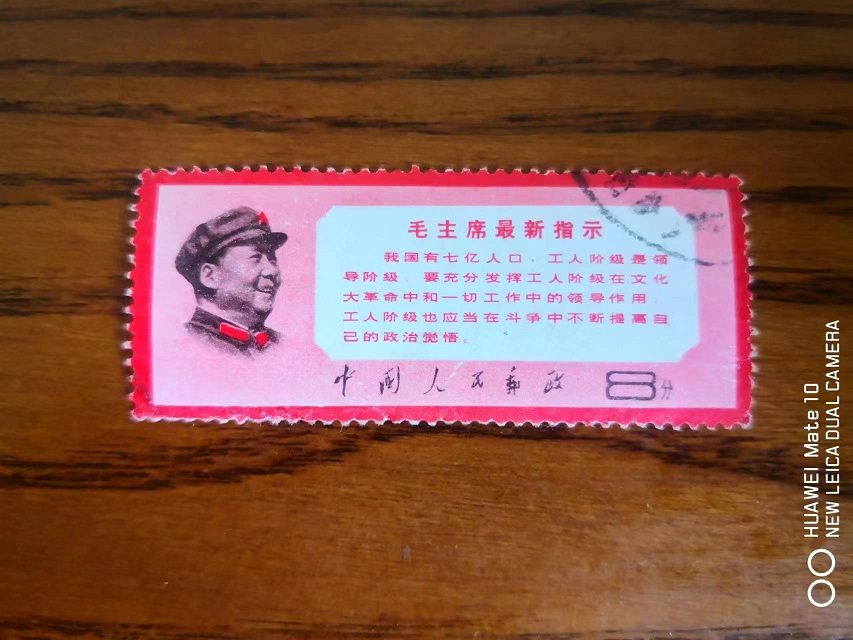 毛主席最新指示
我国有七亿人口，工人阶级是领
导阶级。要充分发挥工人阶级在文化
大革命中和一切工作中的领导作用。
工人阶级也应当在斗争中不断提高自
己的政治觉悟。
中国人民邮政 8分
HUAWEI Mate 10
NEW LEICA DUAL CAMERA